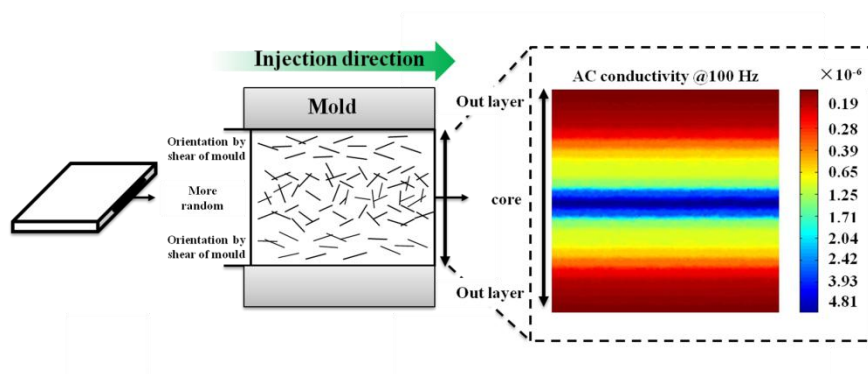 Injection direction
Mold
Orientation by
shear of mould
More
random
Orientation by
shear of mould
Out layer
core
Out layer
AC conductivity @100 Hz
×10⁻⁶
0.19
0.28
0.39
0.65
1.25
1.71
2.04
2.42
3.93
4.81